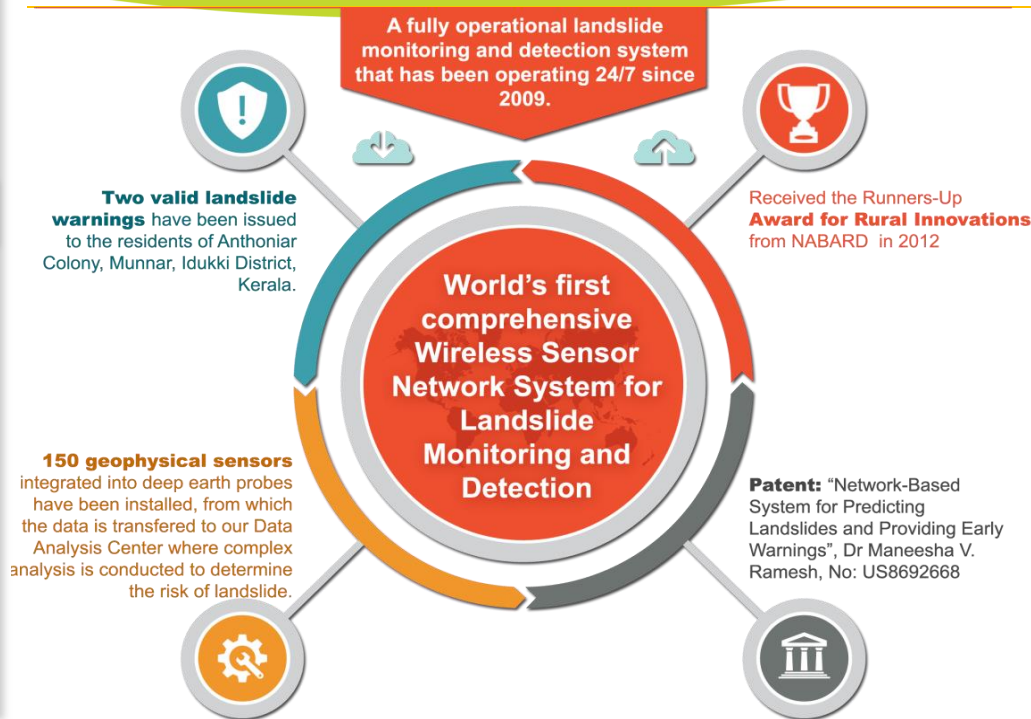 A fully operational landslide
monitoring and detection system
that has been operating 24/7 since
2009.
Two valid landslide
warnings have been issued
to the residents of Anthoniar
Colony, Munnar, Idukki District,
Kerala.
Received the Runners-Up
Award for Rural Innovations
from NABARD in 2012
World's first
comprehensive
Wireless Sensor
Network System for
Landslide
Monitoring and
Detection
150 geophysical sensors
integrated into deep earth probes
have been installed, from which
the data is transfered to our Data
Analysis Center where complex
analysis is conducted to determine
the risk of landslide.
Patent: “Network-Based
System for Predicting
Landslides and Providing Early
Warnings”, Dr Maneesha V.
Ramesh, No: US8692668